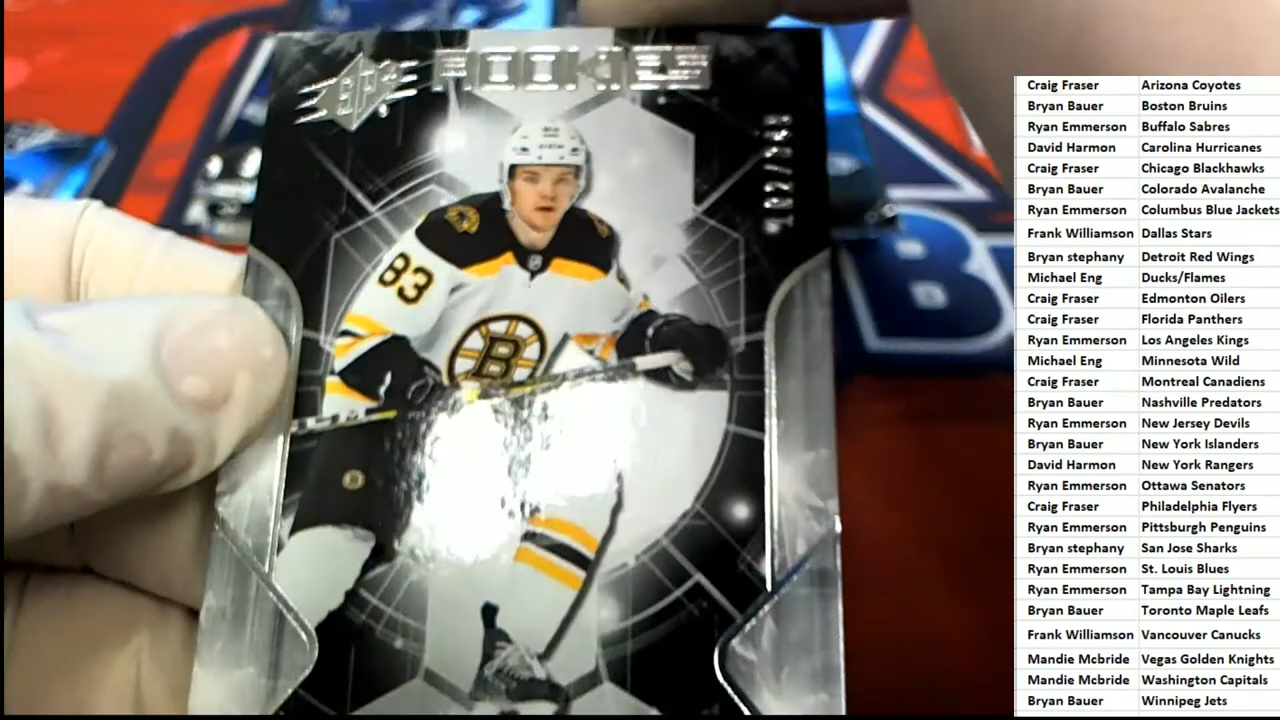 SPX ROOKIES
83
B
B
Craig Fraser Arizona Coyotes
Bryan Bauer Boston Bruins
Ryan Emmerson Buffalo Sabres
David Harmon Carolina Hurricanes
Craig Fraser Chicago Blackhawks
Bryan Bauer Colorado Avalanche
Ryan Emmerson Columbus Blue Jackets
Frank Williamson Dallas Stars
Bryan stephany Detroit Red Wings
Michael Eng Ducks/Flames
Craig Fraser Edmonton Oilers
Craig Fraser Florida Panthers
Ryan Emmerson Los Angeles Kings
Michael Eng Minnesota Wild
Craig Fraser Montreal Canadiens
Bryan Bauer Nashville Predators
Ryan Emmerson New Jersey Devils
Bryan Bauer New York Islanders
David Harmon New York Rangers
Ryan Emmerson Ottawa Senators
Craig Fraser Philadelphia Flyers
Ryan Emmerson Pittsburgh Penguins
Bryan stephany San Jose Sharks
Ryan Emmerson St. Louis Blues
Ryan Emmerson Tampa Bay Lightning
Bryan Bauer Toronto Maple Leafs
Frank Williamson Vancouver Canucks
Mandie Mcbride Vegas Golden Knights
Mandie Mcbride Washington Capitals
Bryan Bauer Winnipeg Jets